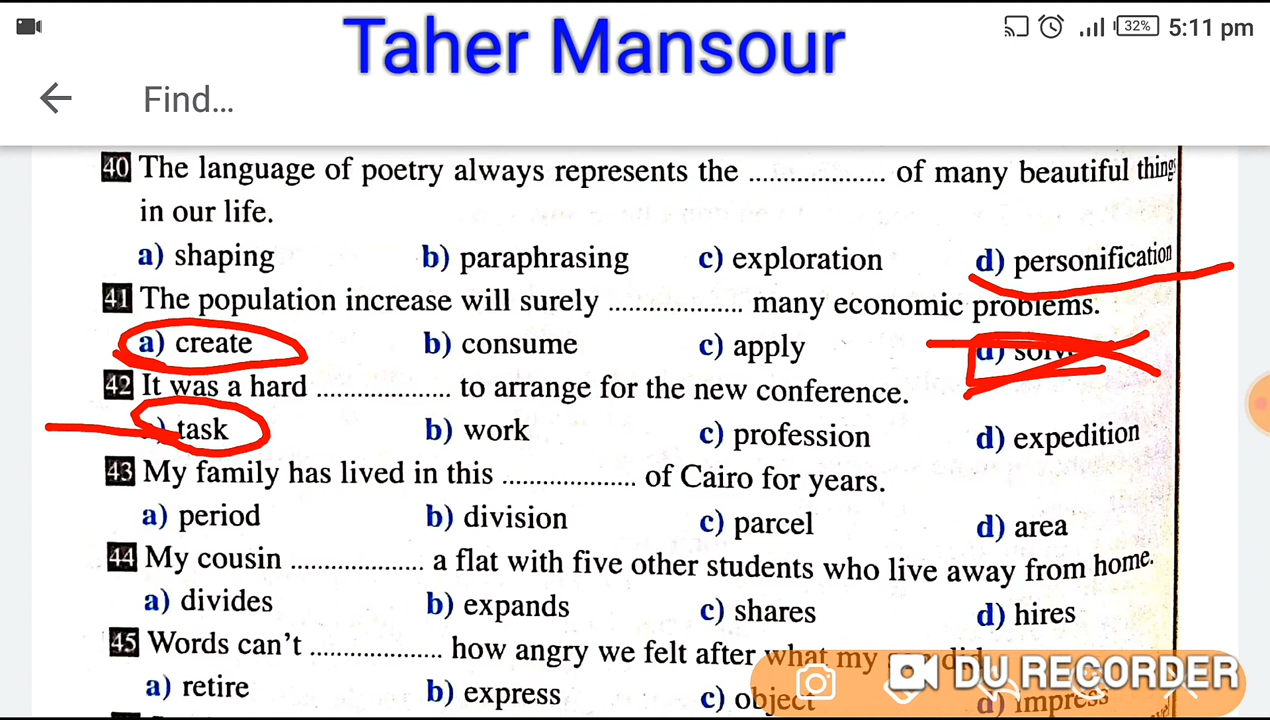 Taher Mansour
32% 5:11 pm
Find...
40 The language of poetry always represents the .................... of many beautiful things
in our life.
a) shaping b) paraphrasing c) exploration d) personification
41 The population increase will surely .................... many economic problems.
a) create b) consume c) apply
42 It was a hard .................... to arrange for the new conference.
task b) work c) profession d) expedition
43 My family has lived in this .................... of Cairo for years.
a) period b) division c) parcel d) area
44 My cousin .................... a flat with five other students who live away from home.
a) divides b) expands c) shares d) hires
45 Words can't .................... how angry we felt after what my did
a) retire b) express c) object d) impress
DU RECORDER